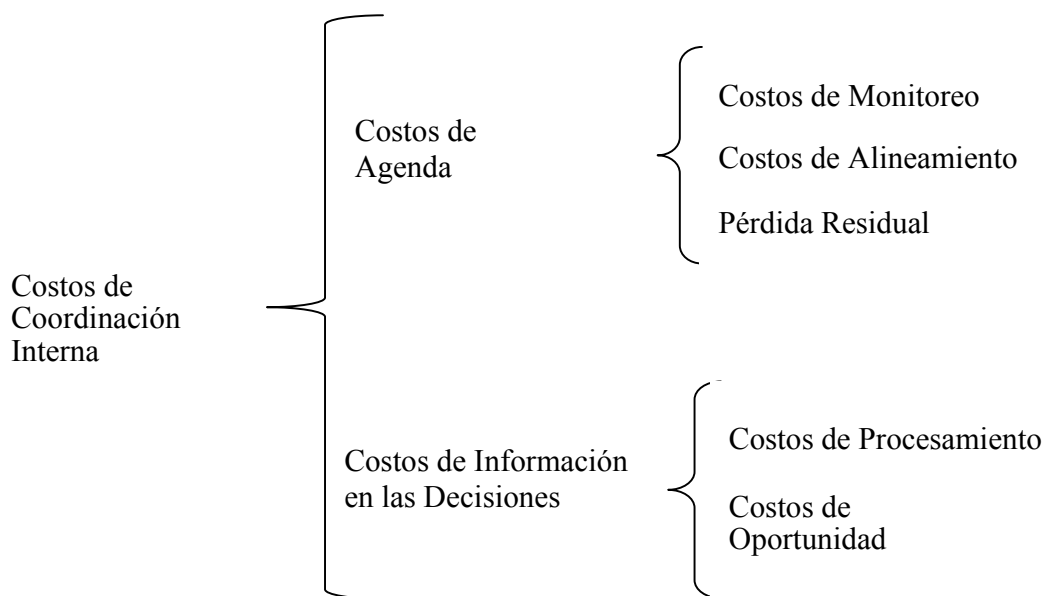 Costos de
Coordinación
Interna
Costos de
Agenda
Costos de Monitoreo
Costos de Alineamiento
Pérdida Residual
Costos de Información
en las Decisiones
Costos de Procesamiento
Costos de
Oportunidad